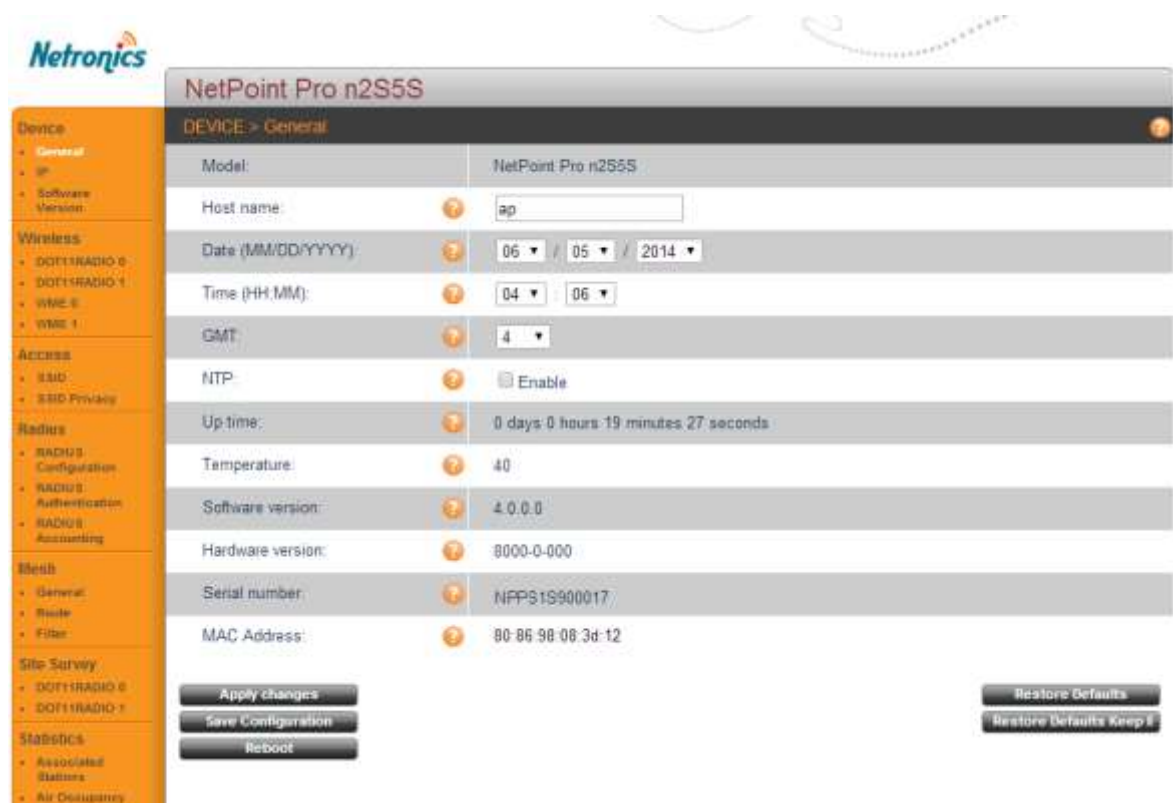 Netronics
NetPoint Pro n2S5S
Device
General
IP
Software
Version
Wireless
DOT11RADIO 0
DOT11RADIO 1
WME 0
WME 1
Access
SSID
SSID Privacy
Radius
RADIUS
Configuration
RADIUS
Authentication
RADIUS
Accounting
Mesh
General
Route
Filter
Site Survey
DOT11RADIO 0
DOT11RADIO 1
Statistics
Associated
Stations
Air Occupancy
DEVICE > General
Model: NetPoint Pro n2S5S
Host name: ap
Date (MM/DD/YYYY): 06 / 05 / 2014
Time (HH:MM): 04 : 06
GMT: 4
NTP: Enable
Up time: 0 days 0 hours 19 minutes 27 seconds
Temperature: 40
Software version: 4.0.0.0
Hardware version: 8000-0-000
Serial number: NPPS1S900017
MAC Address: 80:86:98:08:3d:12
Apply changes
Save Configuration
Reboot
Restore Defaults
Restore Defaults Keep